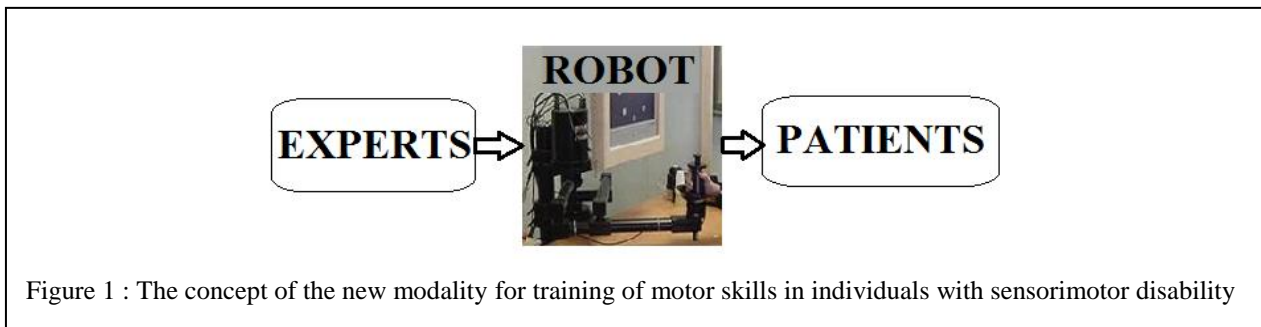 ROBOT
EXPERTS
PATIENTS
Figure 1 : The concept of the new modality for training of motor skills in individuals with sensorimotor disability